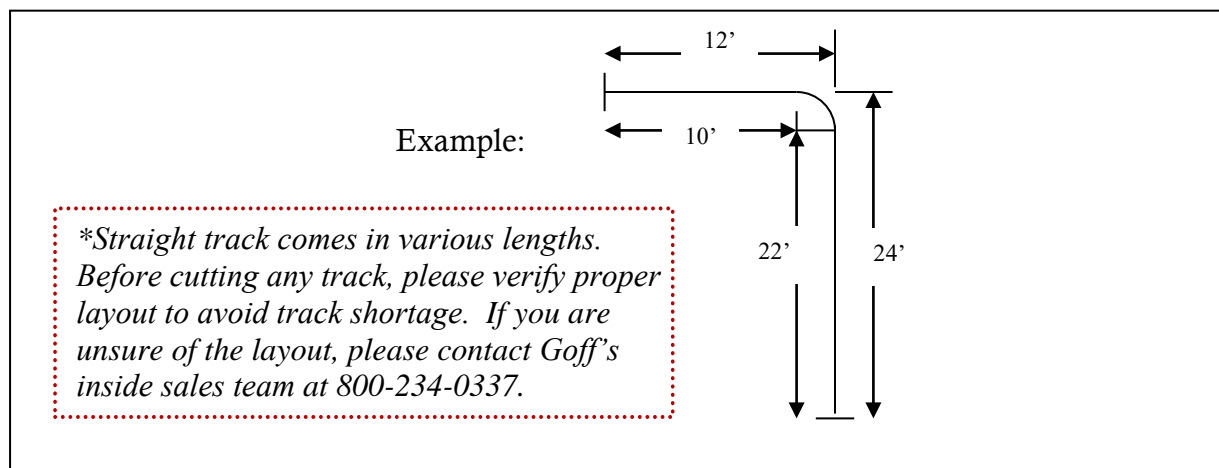 12’
10’
Example:
22’
24’
*Straight track comes in various lengths.
Before cutting any track, please verify proper
layout to avoid track shortage.  If you are
unsure of the layout, please contact Goff’s
inside sales team at 800-234-0337.